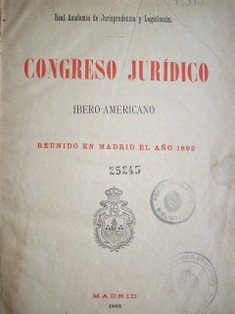 Real Academia de Jurisprudencia y Legislación.
CONGRESO JURÍDICO
IBERO-AMERICANO
REUNIDO EN MADRID EL AÑO 1892
25245
MADRID